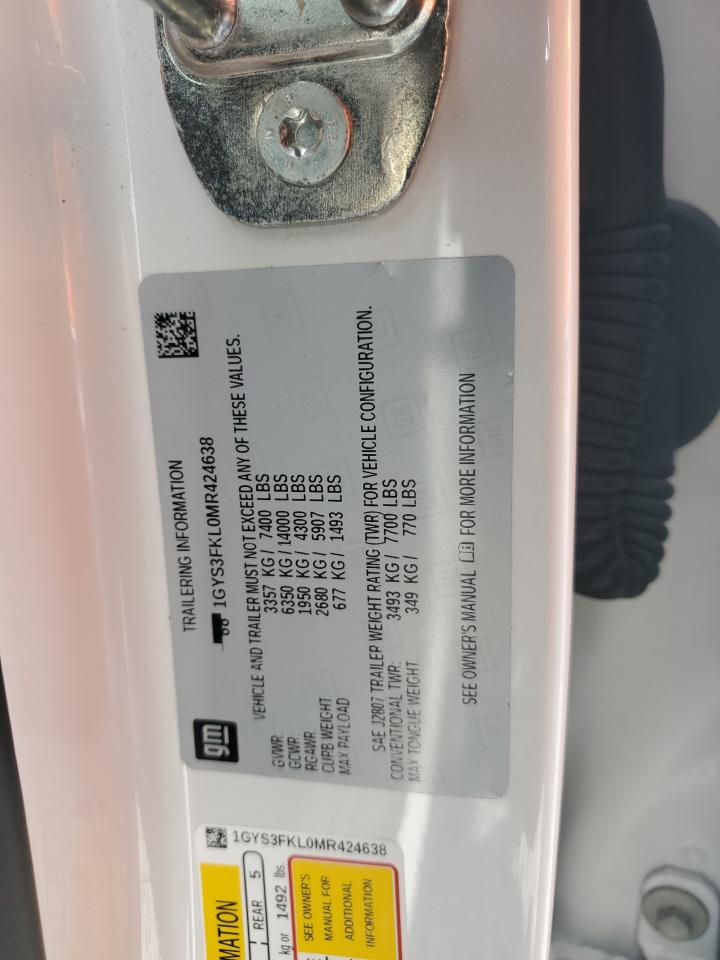 TRAILERING INFORMATION
1GYS3FKL0MR424638
gm
VEHICLE AND TRAILER MUST NOT EXCEED ANY OF THESE VALUES.
GVWR 3357 KG/ 7400 LBS
GCWR 6350 KG/14000 LBS
RGAWR 1950 KG/ 4300 LBS
CURB WEIGHT 2680 KG/ 5907 LBS
MAX PAYLOAD 677 KG/ 1493 LBS
SAE J2807 TRAILER WEIGHT RATING (TWR) FOR VEHICLE CONFIGURATION.
CONVENTIONAL TWR: 3493 KG/ 7700 LBS
MAX TONGUE WEIGHT 349 KG/ 770 LBS
SEE OWNER'S MANUAL FOR MORE INFORMATION
1GYS3FKL0MR424638
MATION
REAR 5
kg or 1492 lbs
SEE OWNER'S
MANUAL FOR
ADDITIONAL
INFORMATION